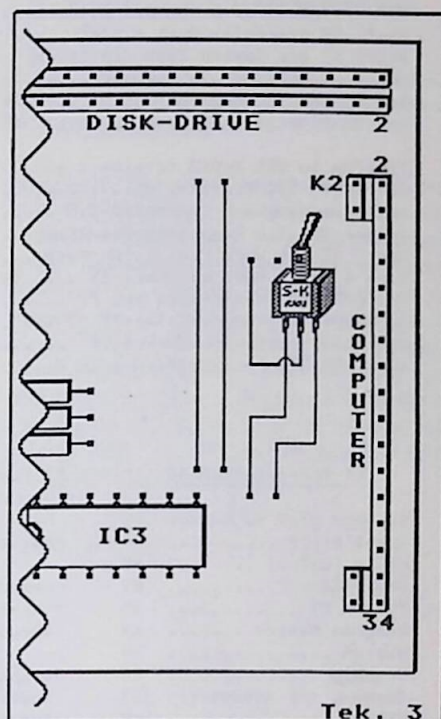 DISK-DRIVE
2
2
K2
S-K
COMPUTER
IC3
34
Tek. 3